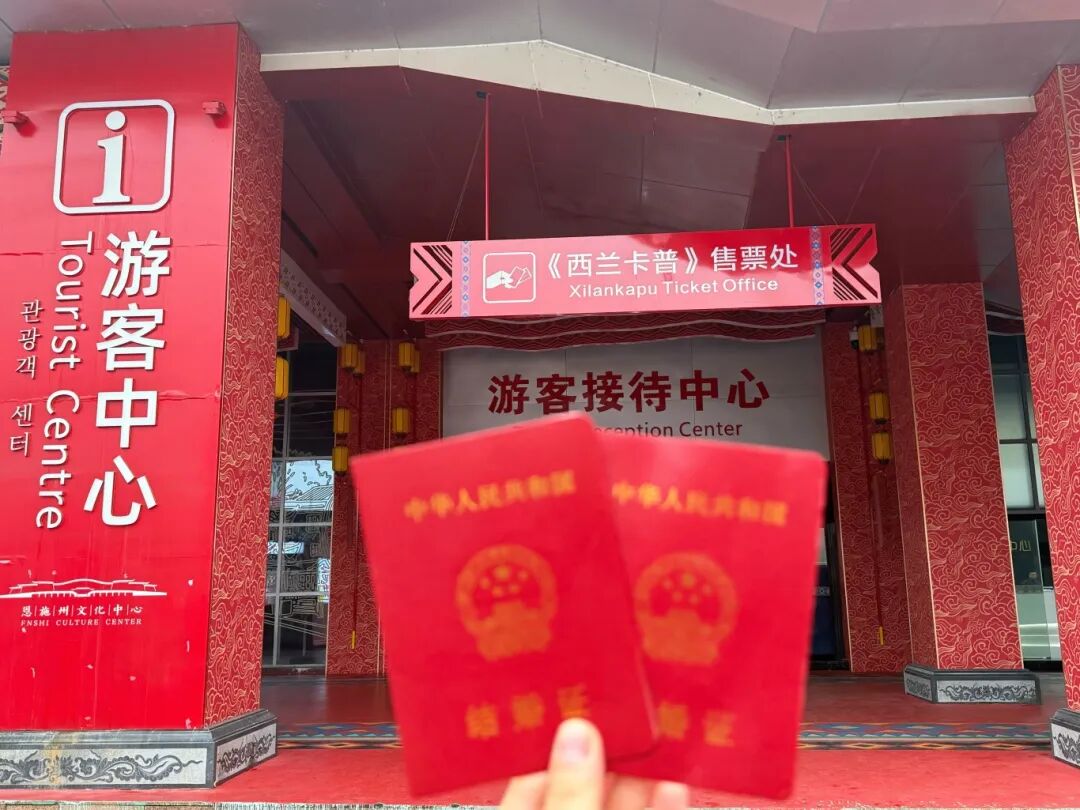 i
游客中心
Tourist Centre
관광객 센터
恩施州文化中心
ENSHI CULTURE CENTER
《西兰卡普》售票处
Xilankapu Ticket Office
游客接待中心
ception Center
中华人民共和国
结婚证
中华人民共和国
婚证